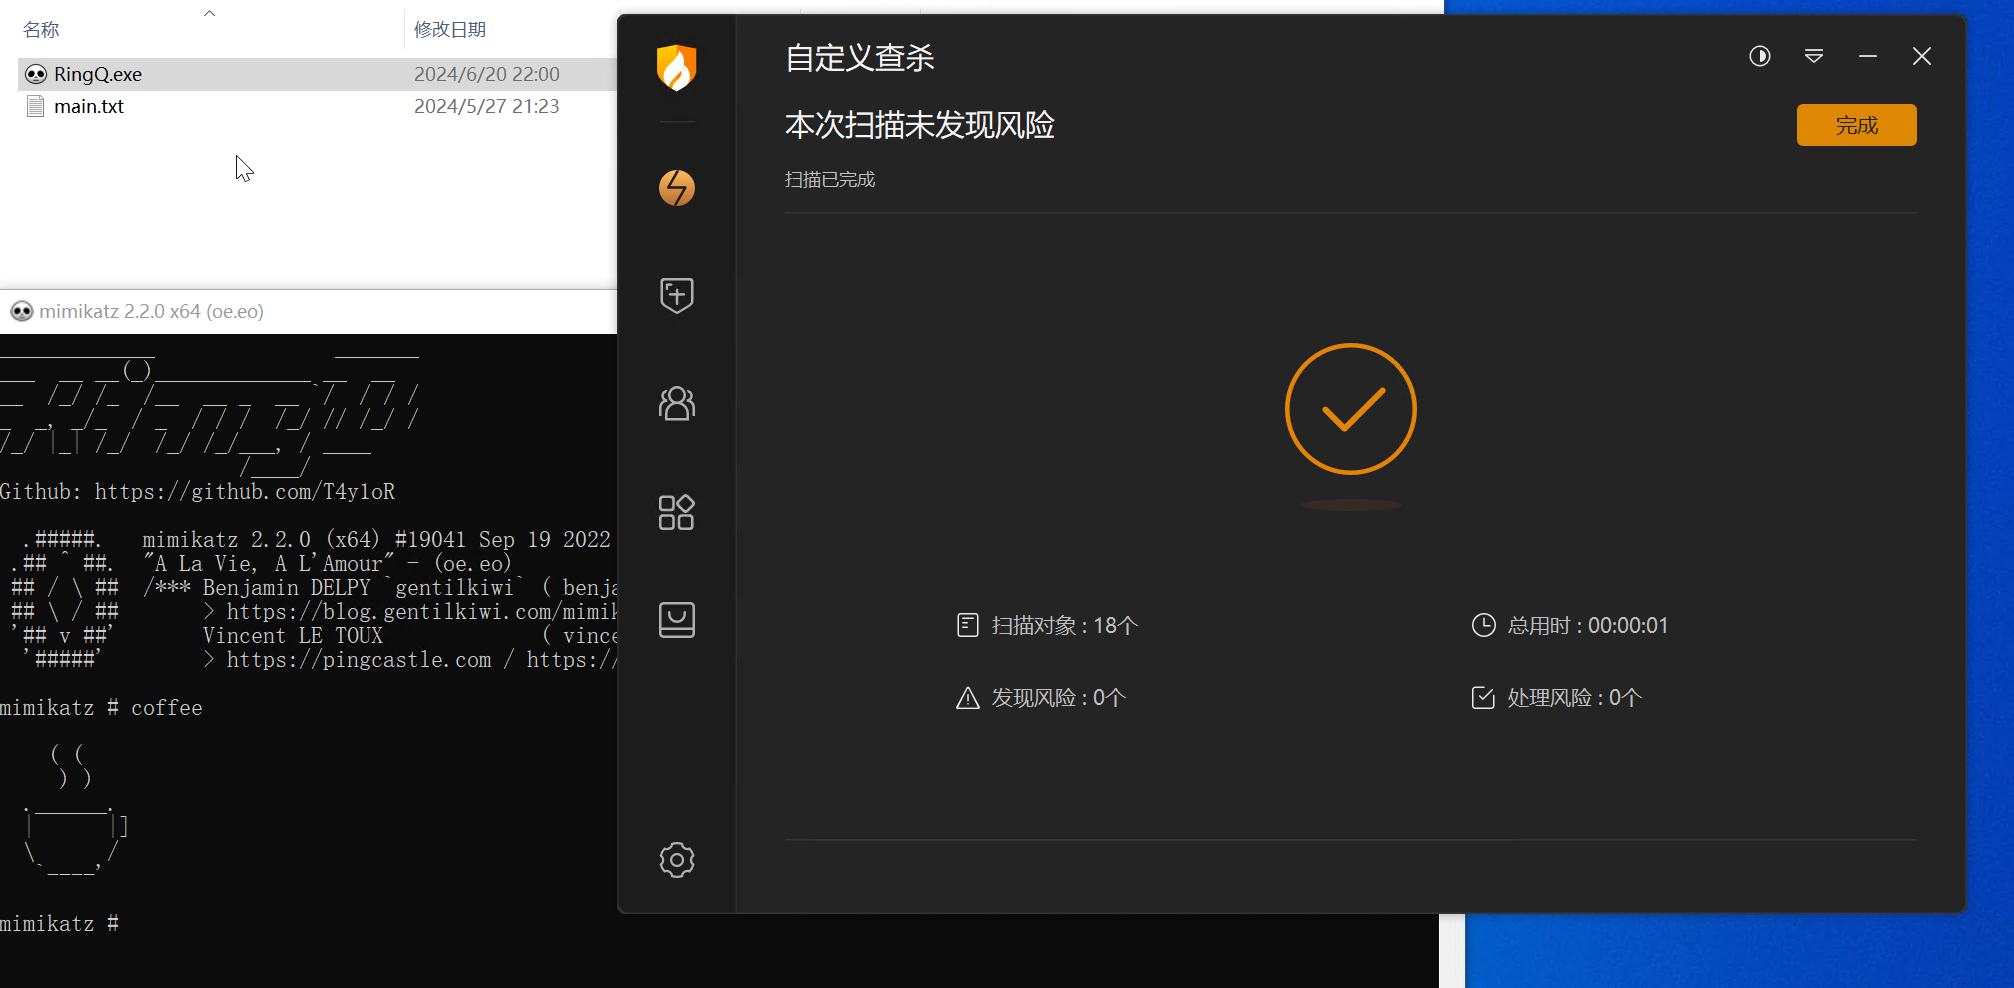 名称 修改日期
RingQ.exe 2024/6/20 22:00
main.txt 2024/5/27 21:23
mimikatz 2.2.0 x64 (oe.eo)
Github: https://github.com/T4y1oR
.#####. mimikatz 2.2.0 (x64) #19041 Sep 19 2022
.## ^ ##. "A La Vie, A L'Amour" - (oe.eo)
## / \ ## /*** Benjamin DELPY `gentilkiwi` ( benja
## \ / ## > https://blog.gentilkiwi.com/mimik
'## v ##' Vincent LE TOUX ( vince
'#####' > https://pingcastle.com / https://
mimikatz # coffee
mimikatz #
自定义查杀
本次扫描未发现风险
完成
扫描已完成
扫描对象 : 18个
总用时 : 00:00:01
发现风险 : 0个
处理风险 : 0个